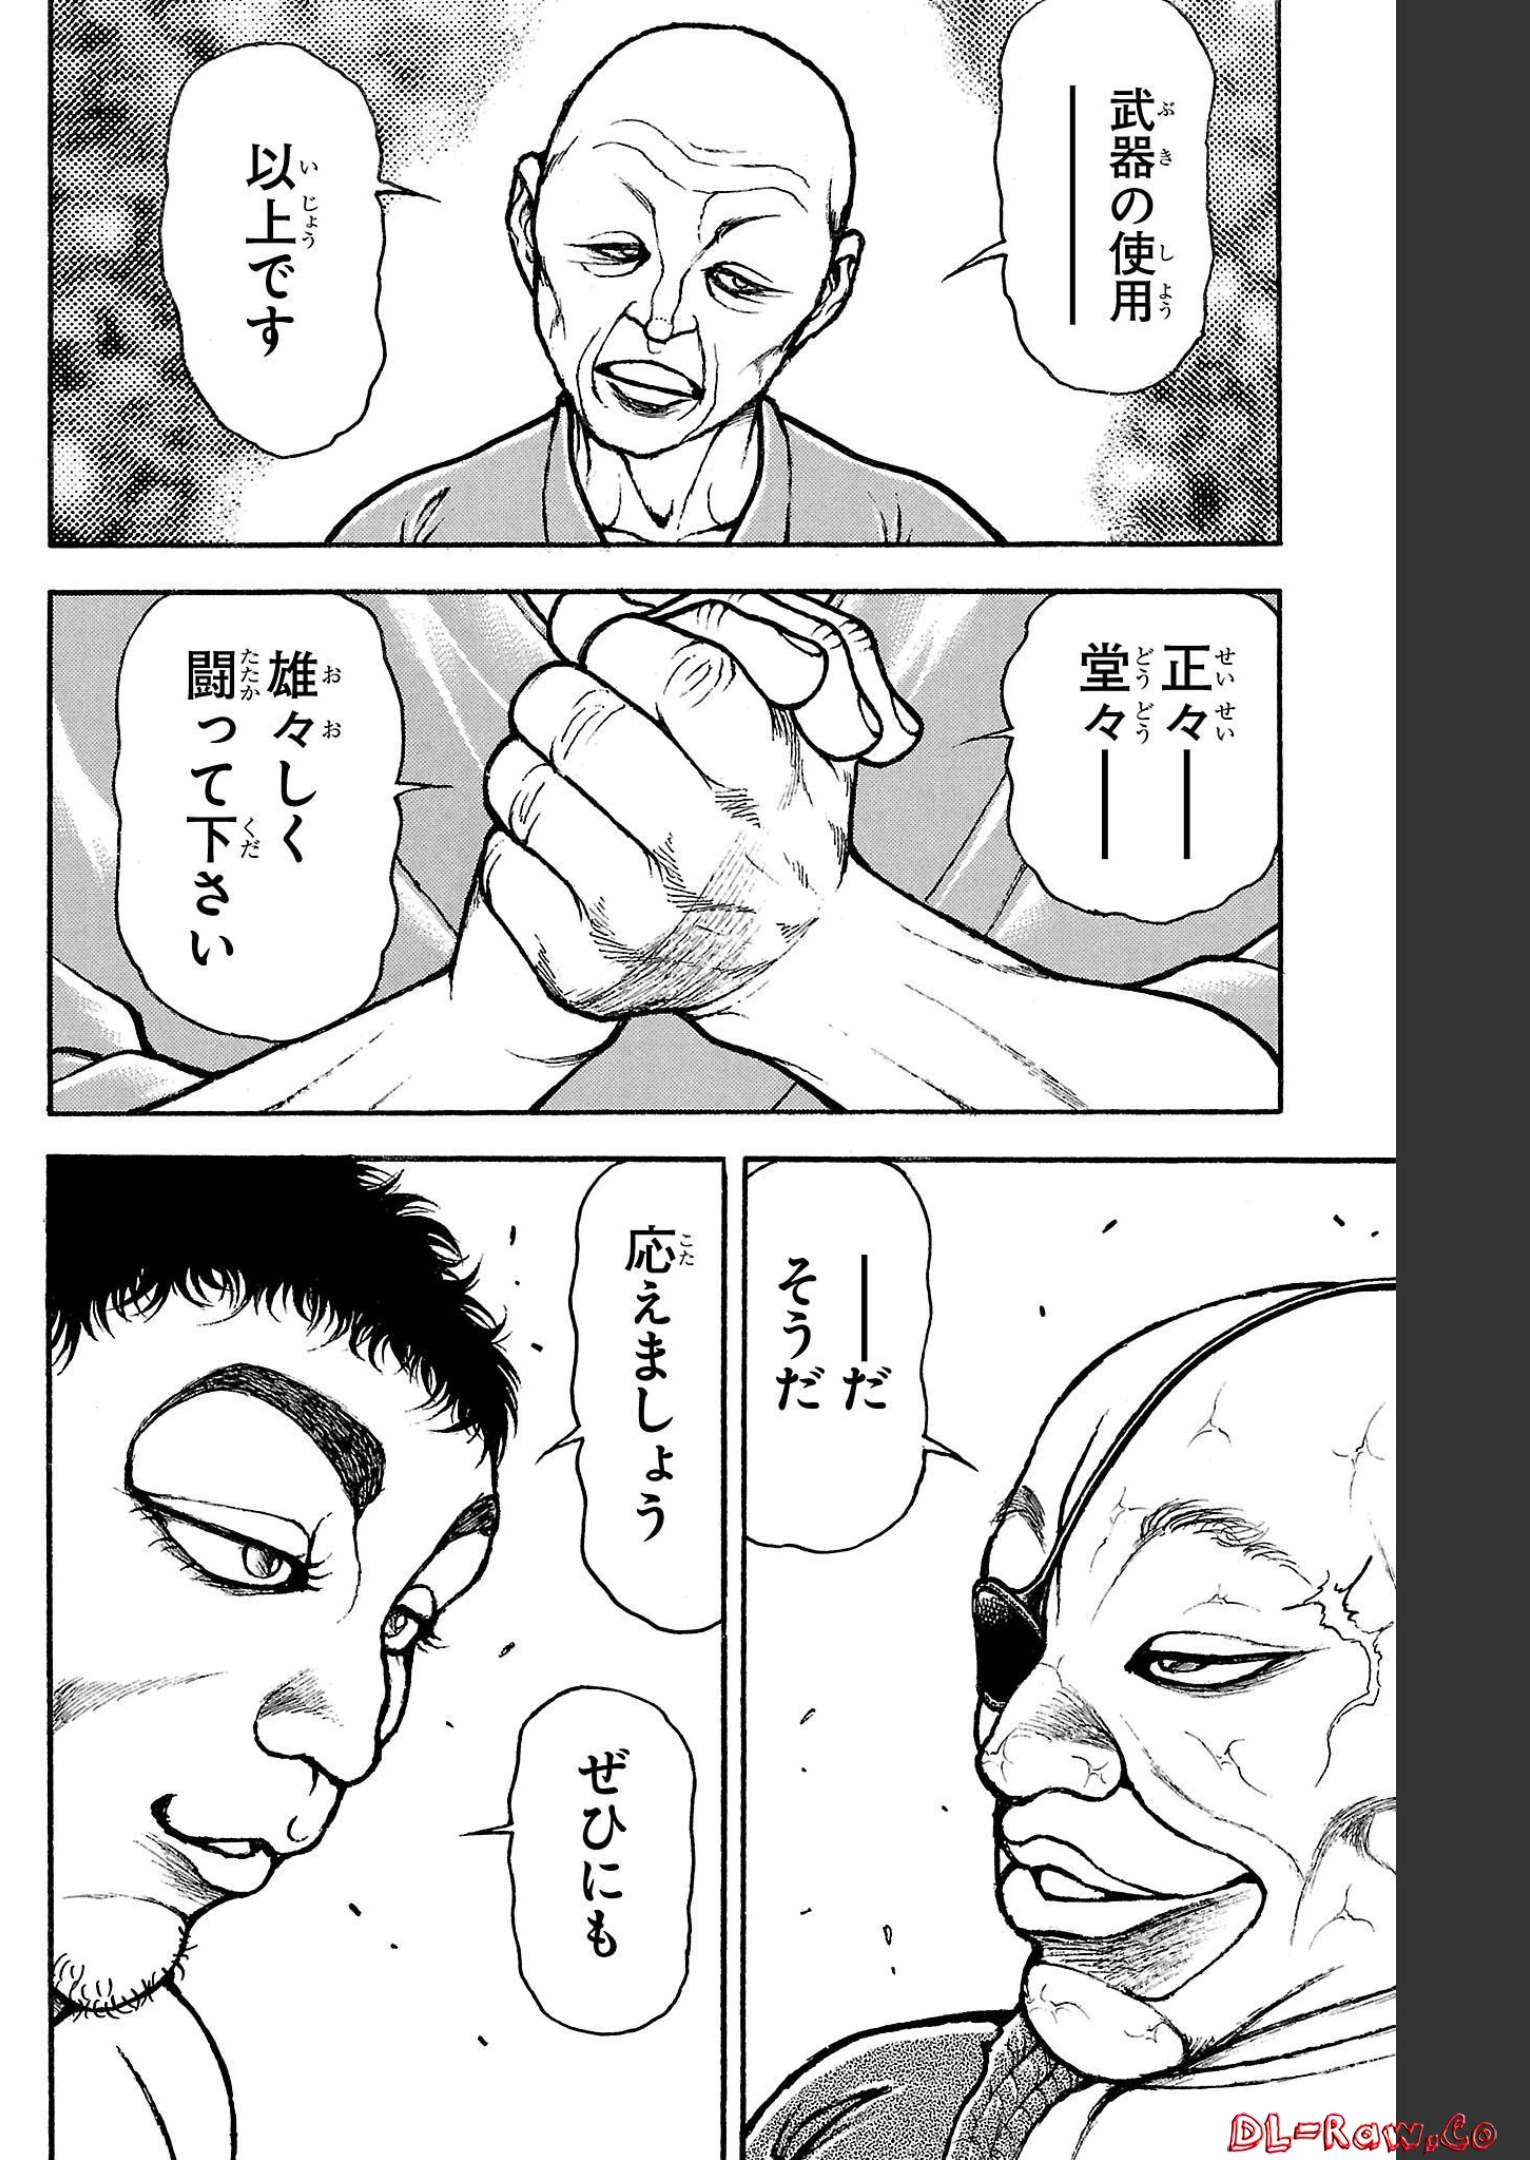 武器の使用
――
以上です
正々――
堂々――
雄々しく
闘って下さい
――だ
そうだ
応えましょう
ぜひにも
DL-Raw.Co